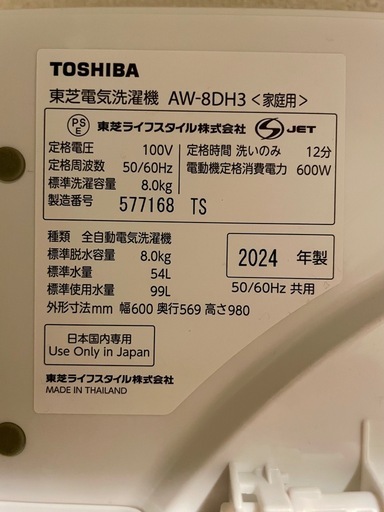 TOSHIBA
東芝電気洗濯機 AW-8DH3 <家庭用>
PS E 東芝ライフスタイル株式会社 S JET
定格電圧 100V 定格時間 洗いのみ 12分
定格周波数 50/60Hz 電動機定格消費電力 600W
標準洗濯容量 8.0kg
製造番号 577168 TS
種類 全自動電気洗濯機
標準脱水容量 8.0kg 2024 年製
標準水量 54L
標準使用水量 99L 50/60Hz 共用
外形寸法mm 幅600 奥行569 高さ980
日本国内専用
Use Only in Japan
東芝ライフスタイル株式会社
MADE IN THAILAND